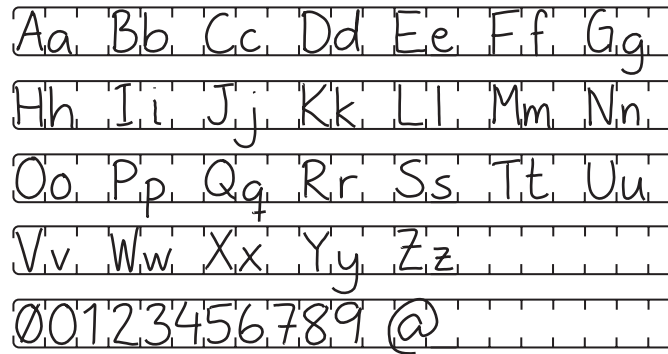 Aa Bb Cc Dd Ee Ff Gg
Hh Ii Jj Kk Ll Mm Nn
Oo Pp Qq Rr Ss Tt Uu
Vv Ww Xx Yy Zz
00123456789 @